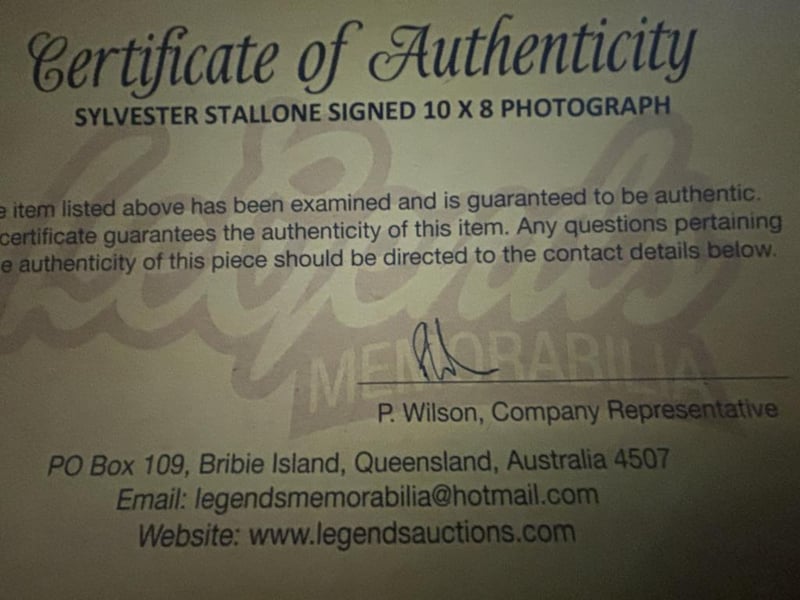 Certificate of Authenticity
SYLVESTER STALLONE SIGNED 10 X 8 PHOTOGRAPH
e item listed above has been examined and is guaranteed to be authentic.
certificate guarantees the authenticity of this item. Any questions pertaining
e authenticity of this piece should be directed to the contact details below.
Legends
MEMORABILIA
P. Wilson, Company Representative
PO Box 109, Bribie Island, Queensland, Australia 4507
Email: legendsmemorabilia@hotmail.com
Website: www.legendsauctions.com